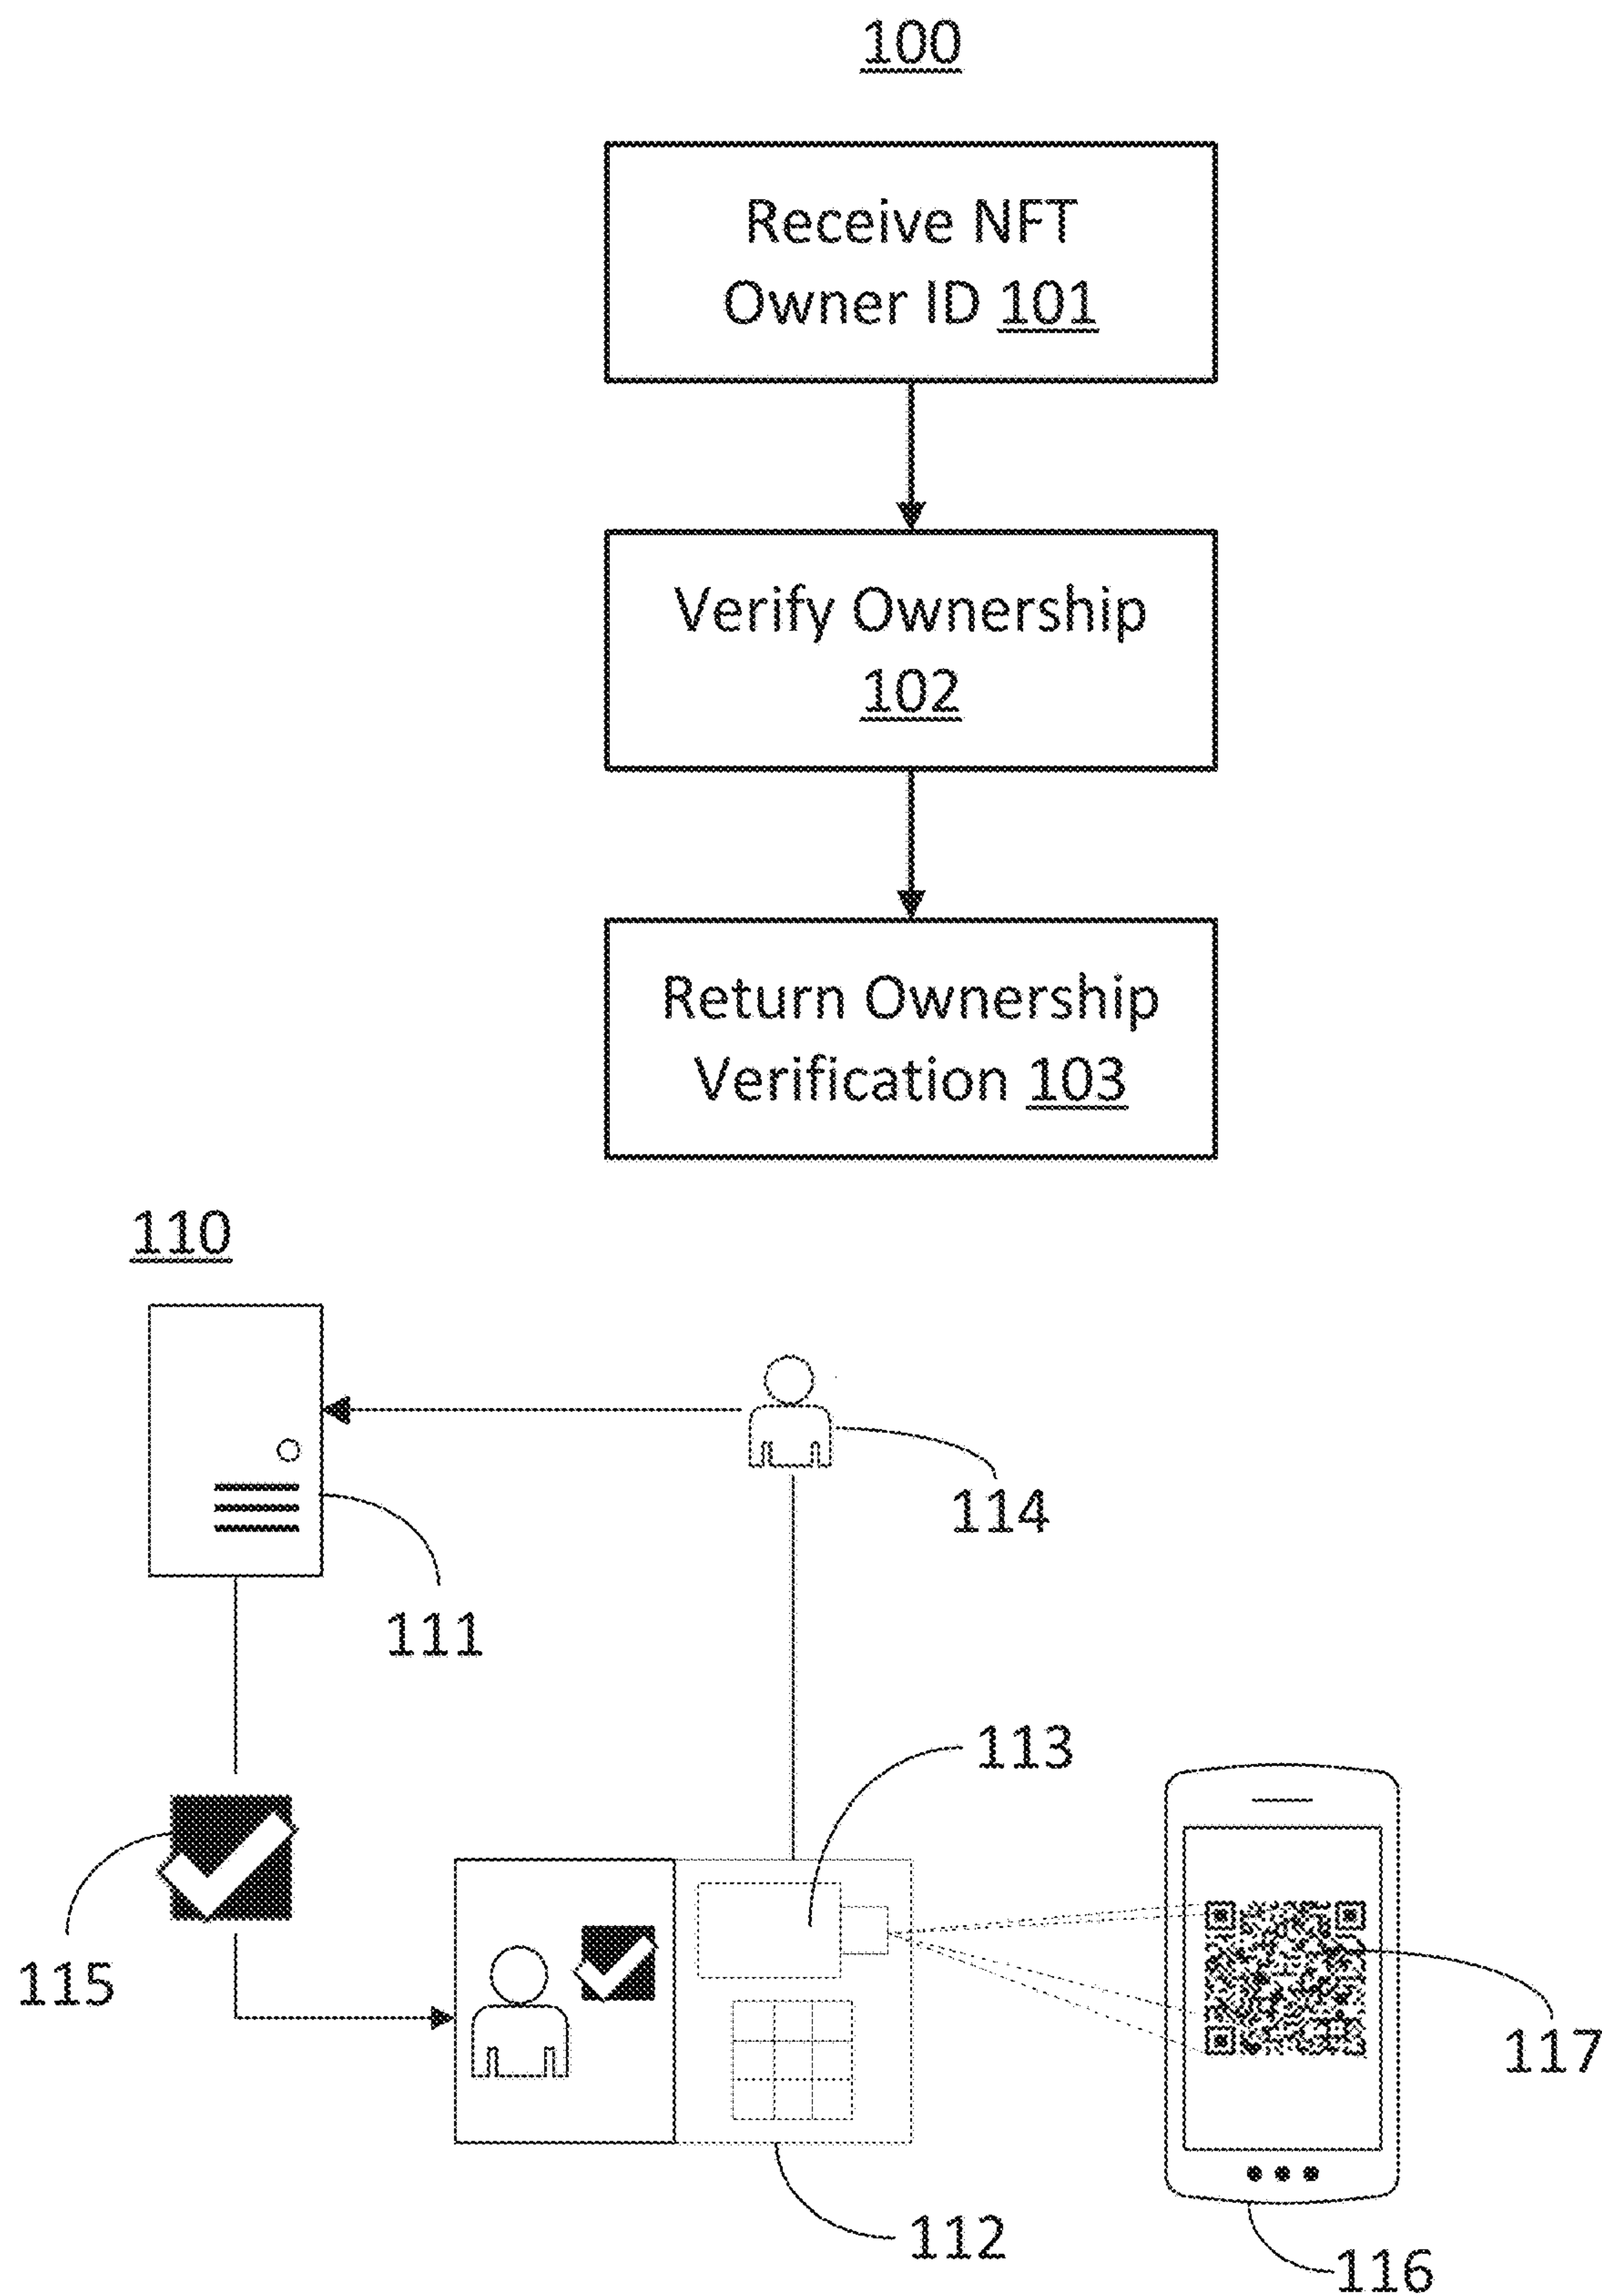 100
Receive NFT
Owner ID 101
Verify Ownership
102
Return Ownership
Verification 103
110
114
111
113
115
117
112
116